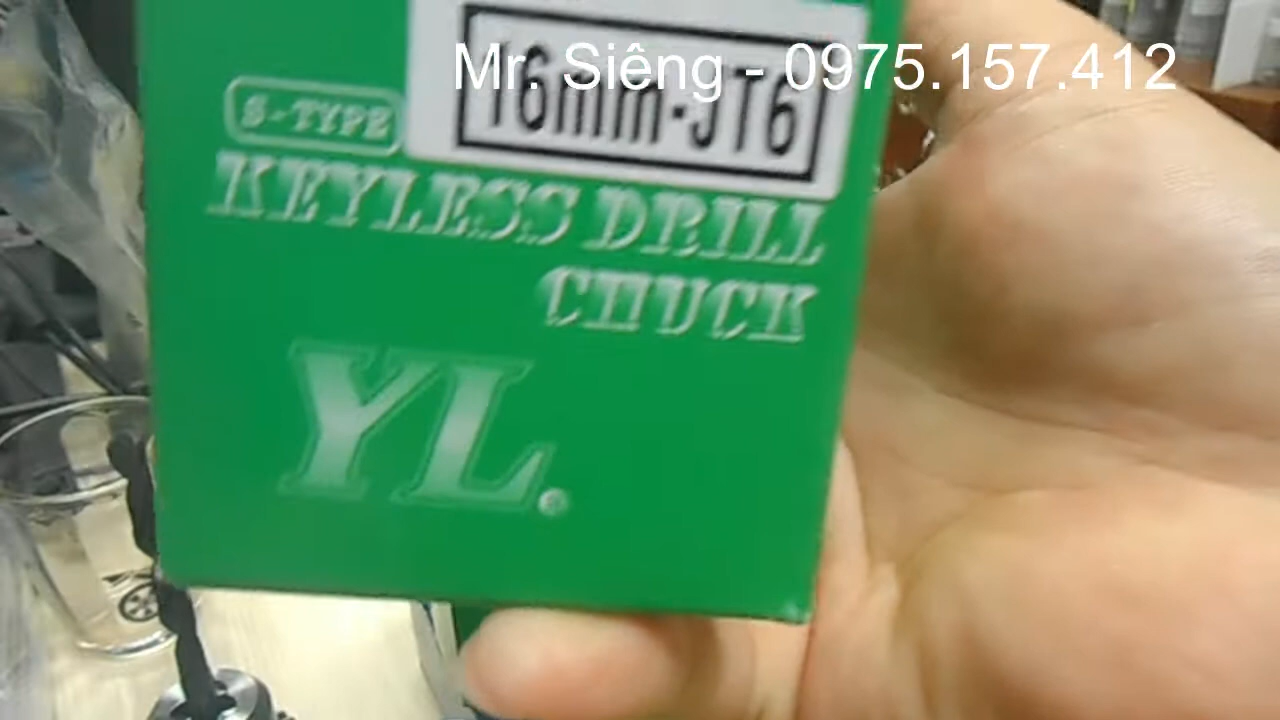 Mr. Siêng - 0975.157.412
16mm-JT6
S-TYPE
KEYLESS DRILL
CHUCK
YL®